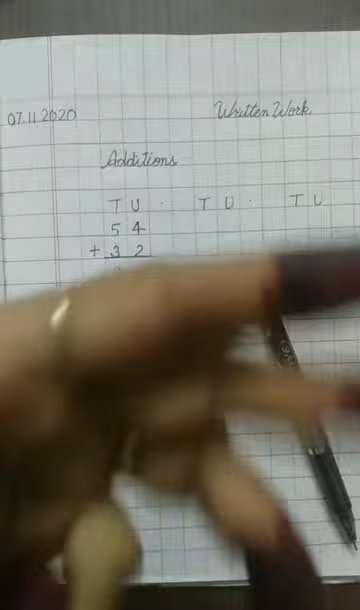 07.11.2020 Written Work
Additions
T U . T U . T U
5 4
+ 3 2